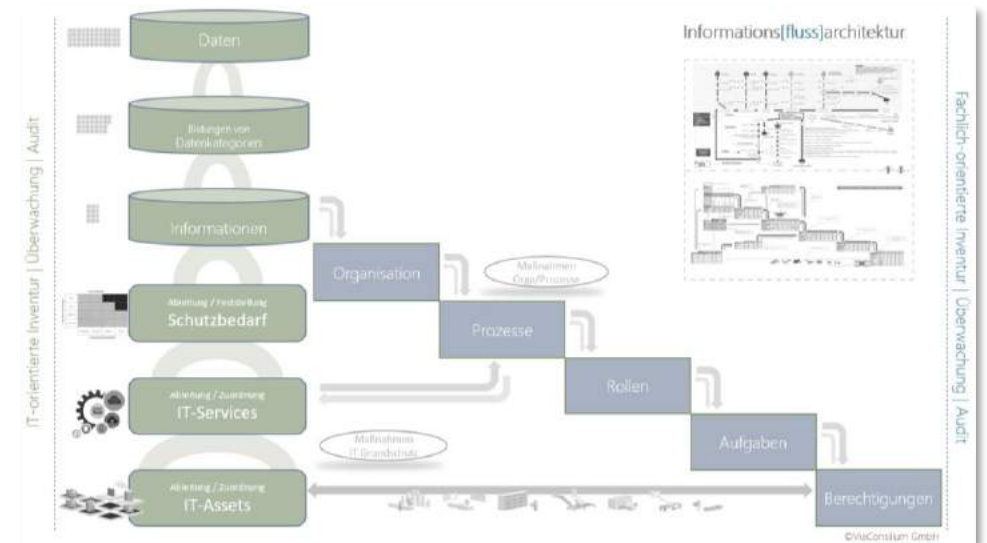 Informations[fluss]architektur
IT-orientierte Inventur | Überwachung | Audit
Daten
Bildungen von
Datenkategorien
Informationen
Ableitung / Feststellung
Schutzbedarf
Ableitung / Zuordnung
IT-Services
Ableitung / Zuordnung
IT-Assets
Organisation
Maßnahmen
Orga/Prozesse
Prozesse
Rollen
Maßnahmen
IT Grundschutz
Aufgaben
Berechtigungen
Fachlich-orientierte Inventur | Überwachung | Audit
©ViaConsilium GmbH